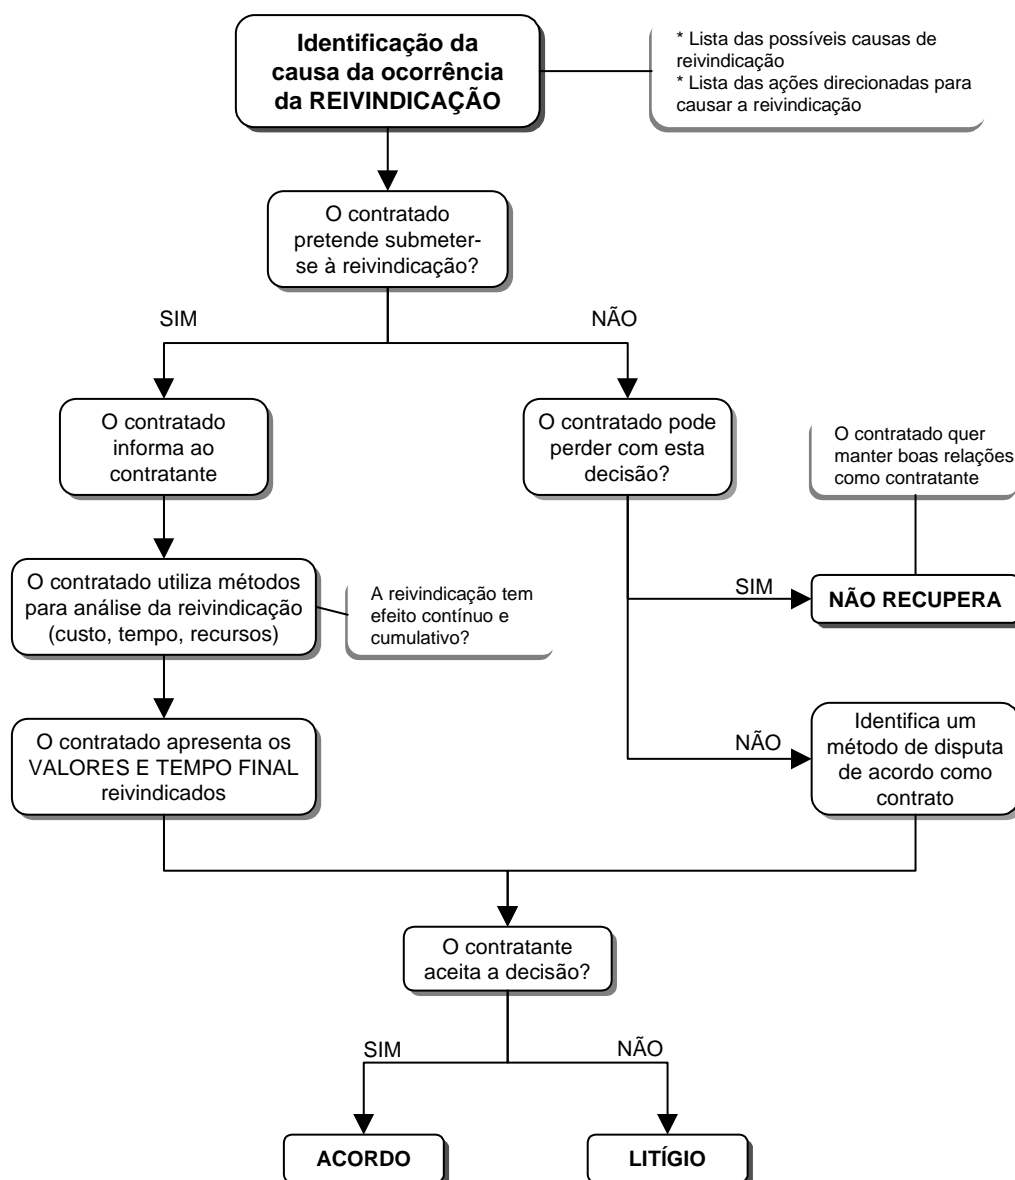 Identificação da
causa da ocorrência
da REIVINDICAÇÃO
* Lista das possíveis causas de
reivindicação
* Lista das ações direcionadas para
causar a reivindicação
O contratado
pretende submeter-
se à reivindicação?
SIM
NÃO
O contratado
informa ao
contratante
O contratado pode
perder com esta
decisão?
O contratado quer
manter boas relações
como contratante
O contratado utiliza métodos
para análise da reivindicação
(custo, tempo, recursos)
A reivindicação tem
efeito contínuo e
cumulativo?
SIM
NÃO RECUPERA
O contratado apresenta os
VALORES E TEMPO FINAL
reivindicados
NÃO
Identifica um
método de disputa
de acordo como
contrato
O contratante
aceita a decisão?
SIM
NÃO
ACORDO
LITÍGIO